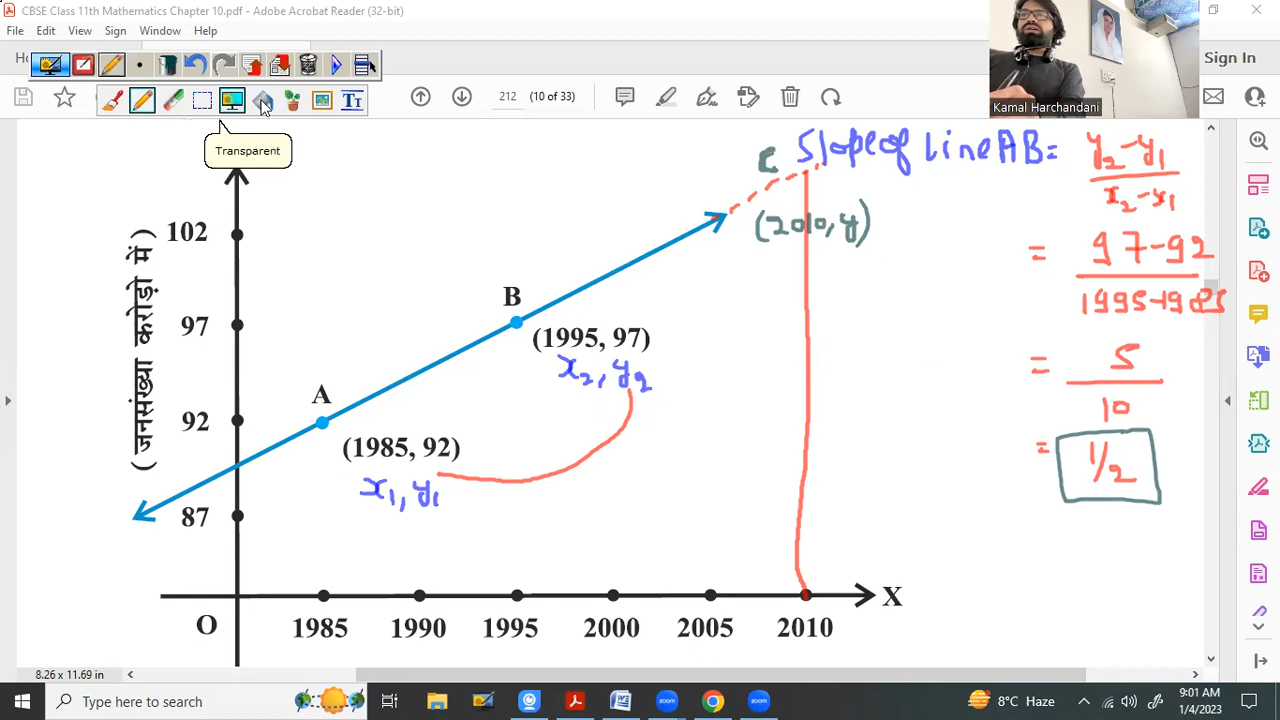 CBSE Class 11th Mathematics Chapter 10.pdf - Adobe Acrobat Reader (32-bit)
File Edit View Sign Window Help
Sign In
212 (10 of 33)
Kamal Harchandani
Transparent
C Slope of Line AB = y₂-y₁
x₂-x₁
(2010, y)
= 97-92
1995-1985
= 5
10
= 1/2
( जनसंख्या करोड़ो में )
102
97
92
87
B
(1995, 97)
x₂, y₂
A
(1985, 92)
x₁, y₁
X
O
1985 1990 1995 2000 2005 2010
8.26 x 11.69 in
Type here to search
8°C Haze
9:01 AM
1/4/2023